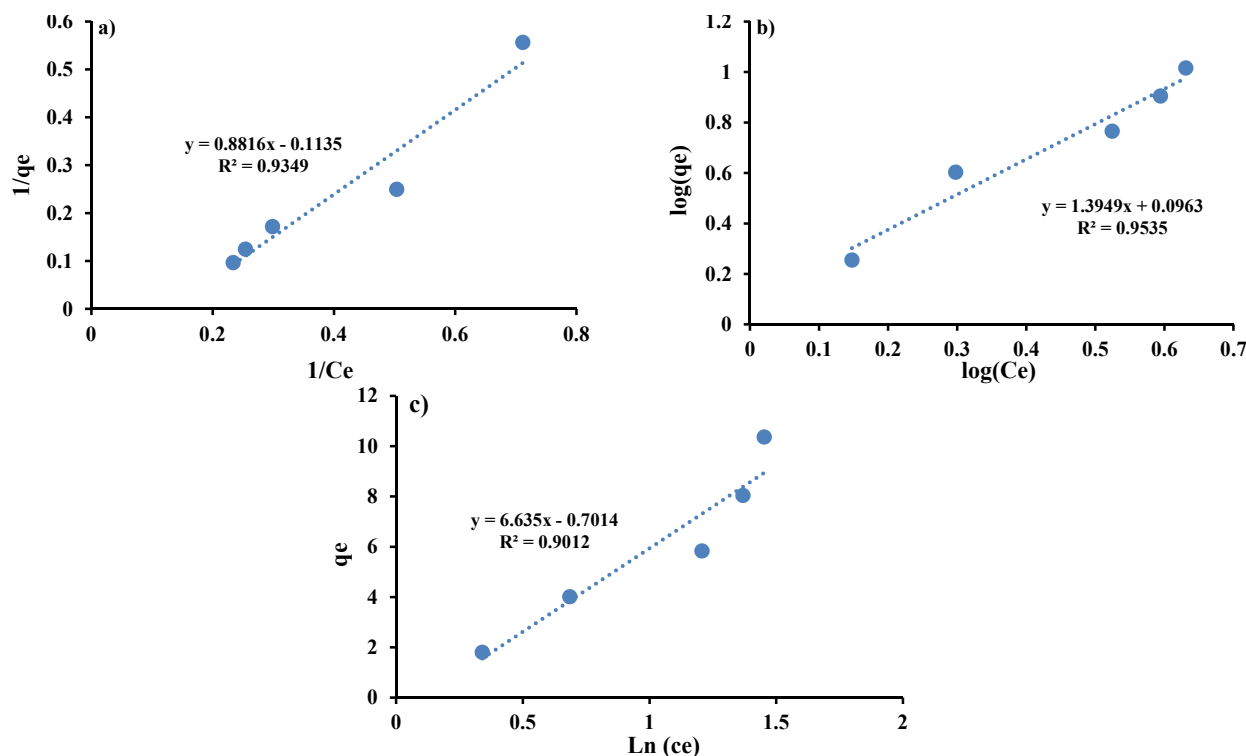 a)
0.6
0.5
0.4
0.3
0.2
0.1
0
1/qe
y = 0.8816x - 0.1135
R² = 0.9349
0 0.2 0.4 0.6 0.8
1/Ce
b)
1.2
1
0.8
0.6
0.4
0.2
0
log(qe)
y = 1.3949x + 0.0963
R² = 0.9535
0 0.1 0.2 0.3 0.4 0.5 0.6 0.7
log(Ce)
c)
12
10
8
6
4
2
0
qe
y = 6.635x - 0.7014
R² = 0.9012
0 0.5 1 1.5 2
Ln (ce)